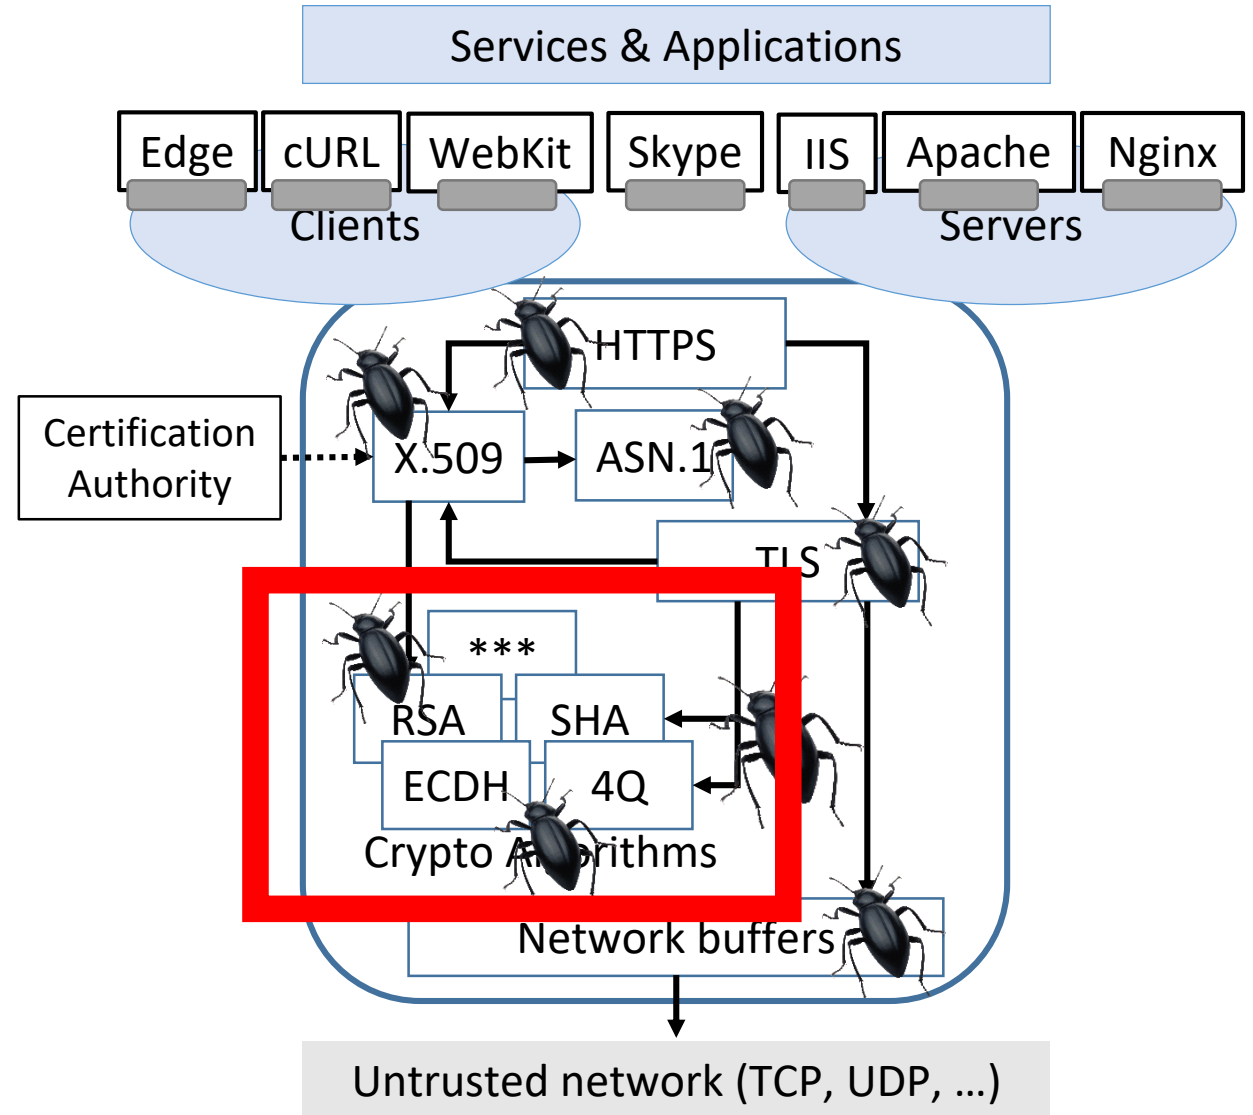 Services & Applications
Edge
cURL
WebKit
Skype
IIS
Apache
Nginx
Clients
Servers
HTTPS
Certification
Authority
X.509
ASN.1
TLS
***
RSA
SHA
ECDH
4Q
Crypto Algorithms
Network buffers
Untrusted network (TCP, UDP, …)